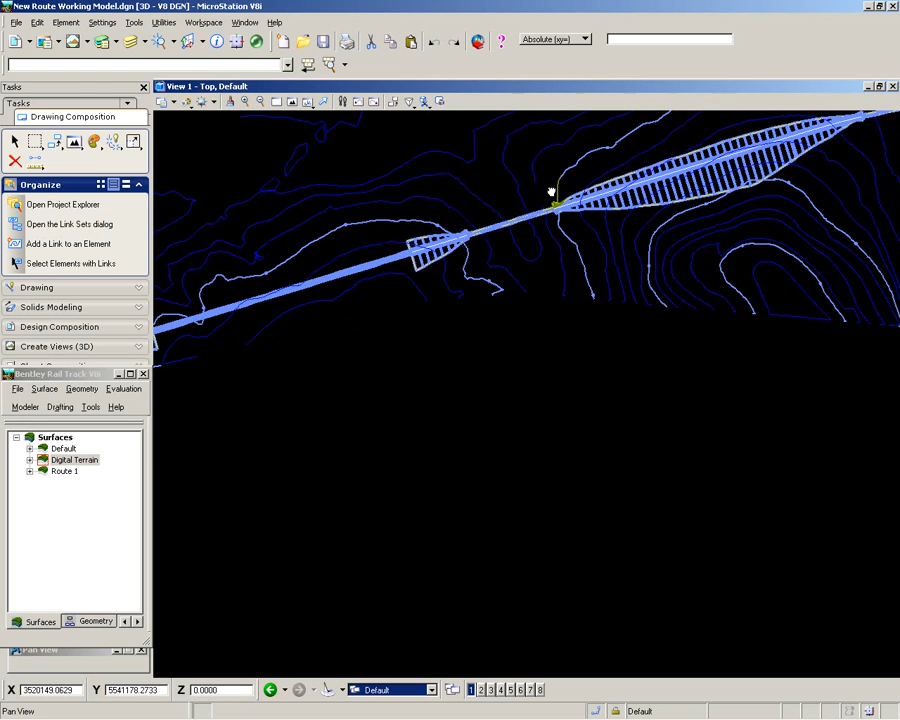 New Route Working Model.dgn [3D - V8 DGN] - MicroStation V8i
File Edit Element Settings Tools Utilities Workspace Window Help
Absolute (xy=)
Tasks
View 1 - Top, Default
Tasks
Drawing Composition
Organize
Open Project Explorer
Open the Link Sets dialog
Add a Link to an Element
Select Elements with Links
Drawing
Solids Modeling
Design Composition
Create Views (3D)
Bentley Rail Track V8i
File Surface Geometry Evaluation
Modeler Drafting Tools Help
Surfaces
Default
Digital Terrain
Route 1
Surfaces Geometry
Pan View
X 3520149.0629 Y 5541178.2733 Z 0.0000 Default 1 2 3 4 5 6 7 8
Pan View Default